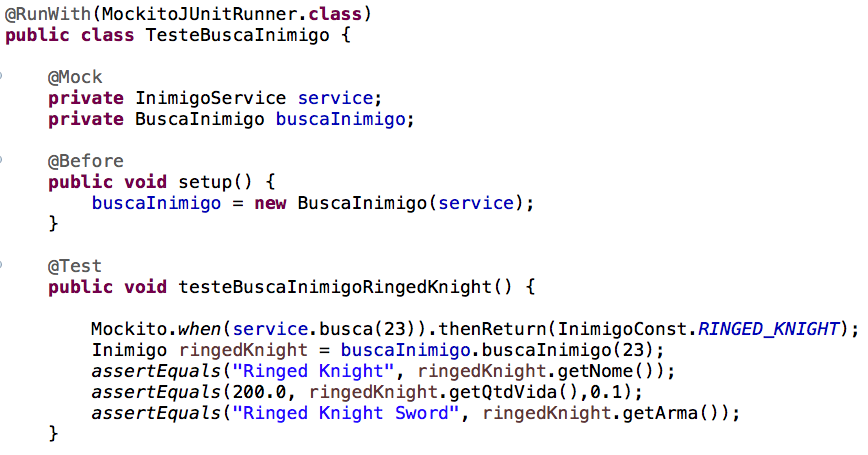 @RunWith(MockitoJUnitRunner.class)
public class TesteBuscaInimigo {
@Mock
private InimigoService service;
private BuscaInimigo buscaInimigo;
@Before
public void setup() {
buscaInimigo = new BuscaInimigo(service);
}
@Test
public void testeBuscaInimigoRingedKnight() {
Mockito.when(service.busca(23)).thenReturn(InimigoConst.RINGED_KNIGHT);
Inimigo ringedKnight = buscaInimigo.buscaInimigo(23);
assertEquals("Ringed Knight", ringedKnight.getNome());
assertEquals(200.0, ringedKnight.getQtdVida(),0.1);
assertEquals("Ringed Knight Sword", ringedKnight.getArma());
}